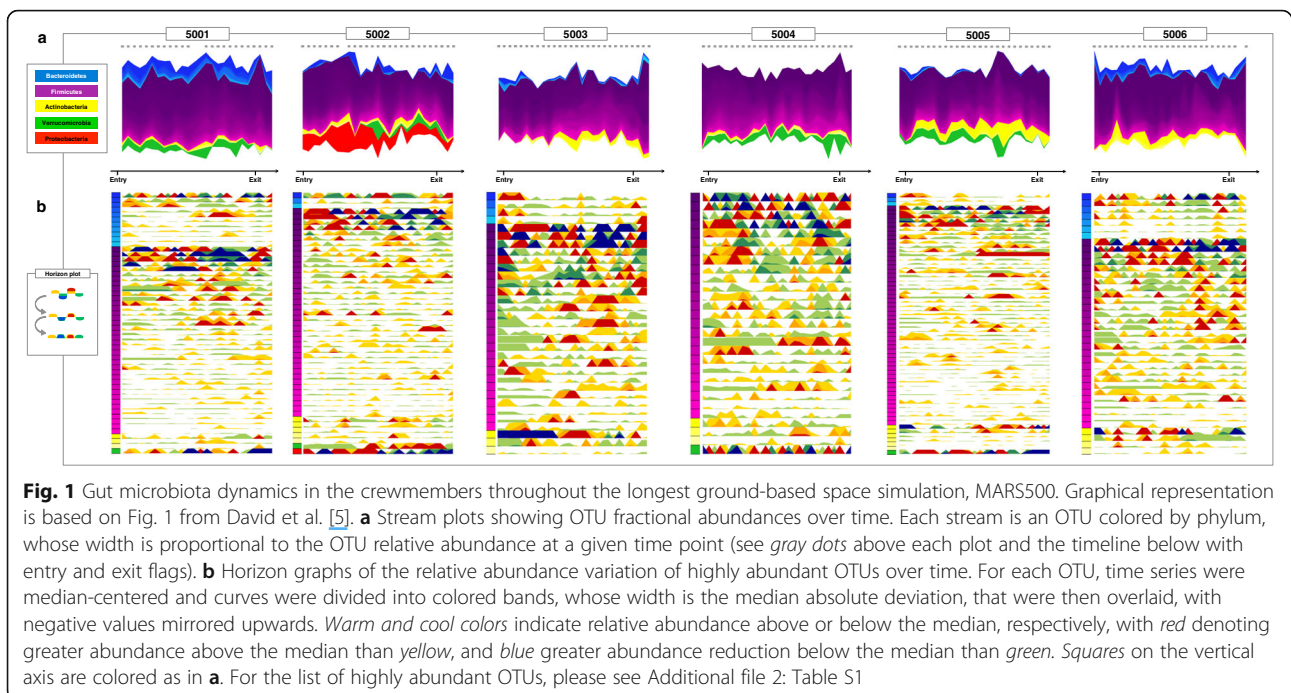 a
5001 5002 5003 5004 5005 5006
Bacteroidetes
Firmicutes
Actinobacteria
Verrucomicrobia
Proteobacteria
Entry Exit Entry Exit Entry Exit Entry Exit Entry Exit Entry Exit
b
Horizon plot
Fig. 1 Gut microbiota dynamics in the crewmembers throughout the longest ground-based space simulation, MARS500. Graphical representation
is based on Fig. 1 from David et al. [5]. a Stream plots showing OTU fractional abundances over time. Each stream is an OTU colored by phylum,
whose width is proportional to the OTU relative abundance at a given time point (see gray dots above each plot and the timeline below with
entry and exit flags). b Horizon graphs of the relative abundance variation of highly abundant OTUs over time. For each OTU, time series were
median-centered and curves were divided into colored bands, whose width is the median absolute deviation, that were then overlaid, with
negative values mirrored upwards. Warm and cool colors indicate relative abundance above or below the median, respectively, with red denoting
greater abundance above the median than yellow, and blue greater abundance reduction below the median than green. Squares on the vertical
axis are colored as in a. For the list of highly abundant OTUs, please see Additional file 2: Table S1